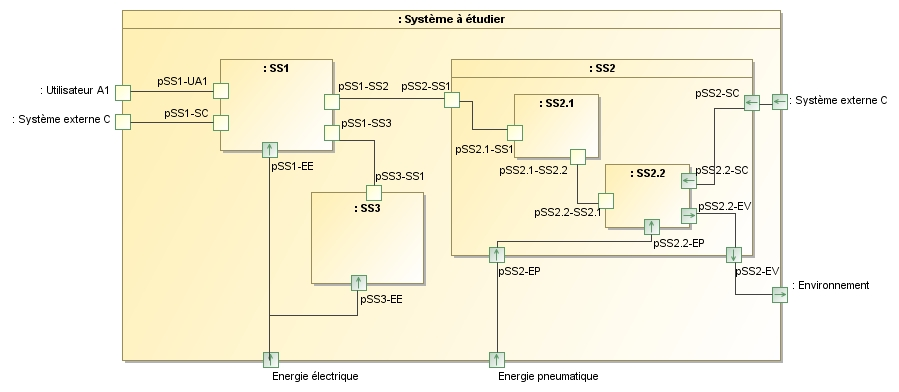 : Système à étudier
: SS1
: SS2
pSS1-UA1
pSS1-SS2
pSS2-SS1
: Utilisateur A1
pSS2-SC
: Système externe C
: SS2.1
pSS1-SC
: Système externe C
pSS1-SS3
pSS2.1-SS1
pSS1-EE
pSS2.1-SS2.2
pSS2.2-SC
: SS2.2
pSS3-SS1
: SS3
pSS2.2-SS2.1
pSS2.2-EV
pSS2.2-EP
pSS2-EP
pSS2-EV
: Environnement
pSS3-EE
Energie électrique
Energie pneumatique